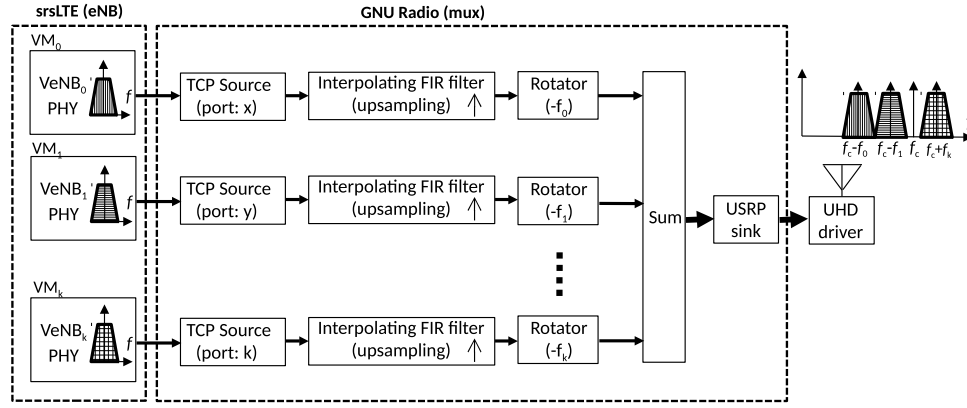 srsLTE (eNB)
GNU Radio (mux)
VM0
VeNB0
PHY
f
TCP Source
(port: x)
Interpolating FIR filter
(upsampling)
Rotator
(-f0)
VM1
VeNB1
PHY
f
TCP Source
(port: y)
Interpolating FIR filter
(upsampling)
Rotator
(-f1)
VMk
VeNBk
PHY
f
TCP Source
(port: k)
Interpolating FIR filter
(upsampling)
Rotator
(-fk)
Sum
USRP
sink
UHD
driver
fc-f0 fc-f1 fc fc+fk